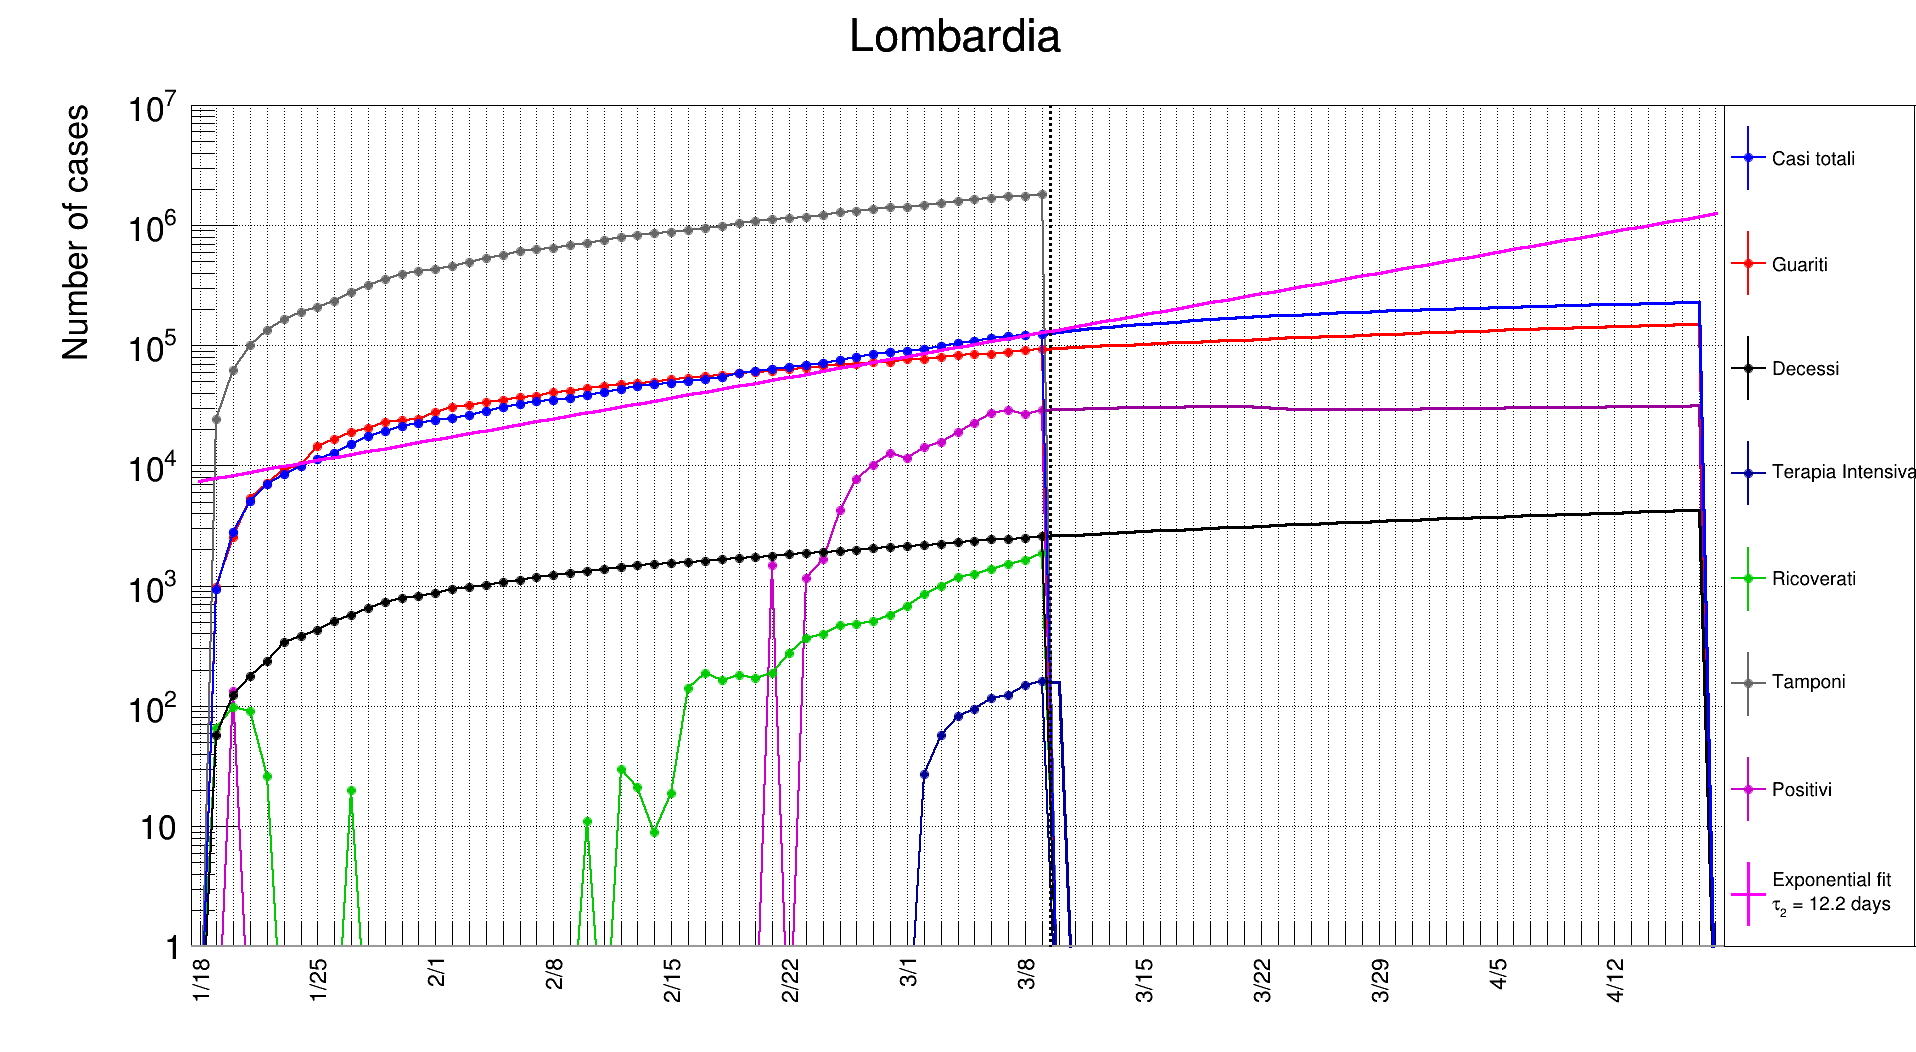 Lombardia
Number of cases
10^7
10^6
10^5
10^4
10^3
10^2
10
1
1/18
1/25
2/1
2/8
2/15
2/22
3/1
3/8
3/15
3/22
3/29
4/5
4/12
Casi totali
Guariti
Decessi
Terapia Intensiva
Ricoverati
Tamponi
Positivi
Exponential fit
τ_2 = 12.2 days